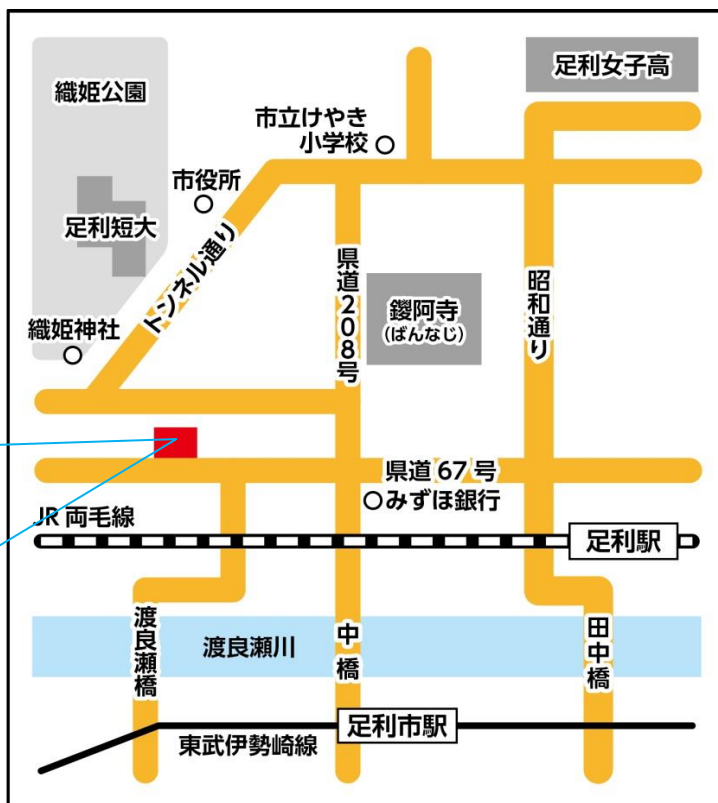 足利女子高
織姫公園
市立けやき
小学校
市役所
足利短大
トンネル通り
県道208号
鑁阿寺
(ばんなじ)
昭和通り
織姫神社
県道67号
みずほ銀行
JR両毛線
足利駅
渡良瀬橋
渡良瀬川
中橋
田中橋
足利市駅
東武伊勢崎線